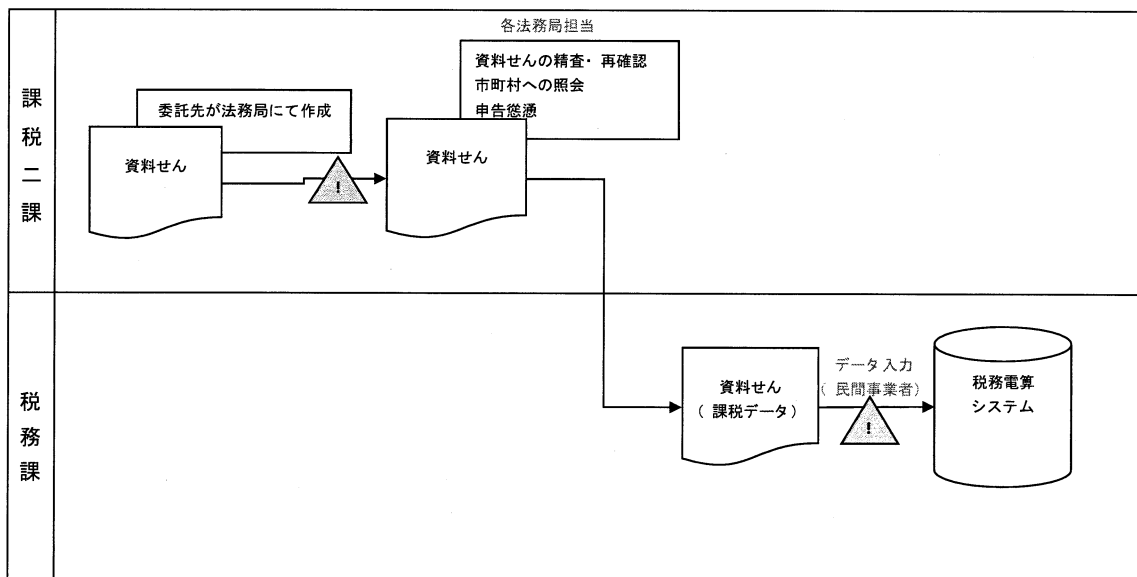 課税二課
各法務局担当
資料せんの精査・再確認
市町村への照会
申告慫慂
委託先が法務局にて作成
資料せん
資料せん
!
税務課
資料せん
(課税データ)
データ入力
(民間事業者)
!
税務電算
システム